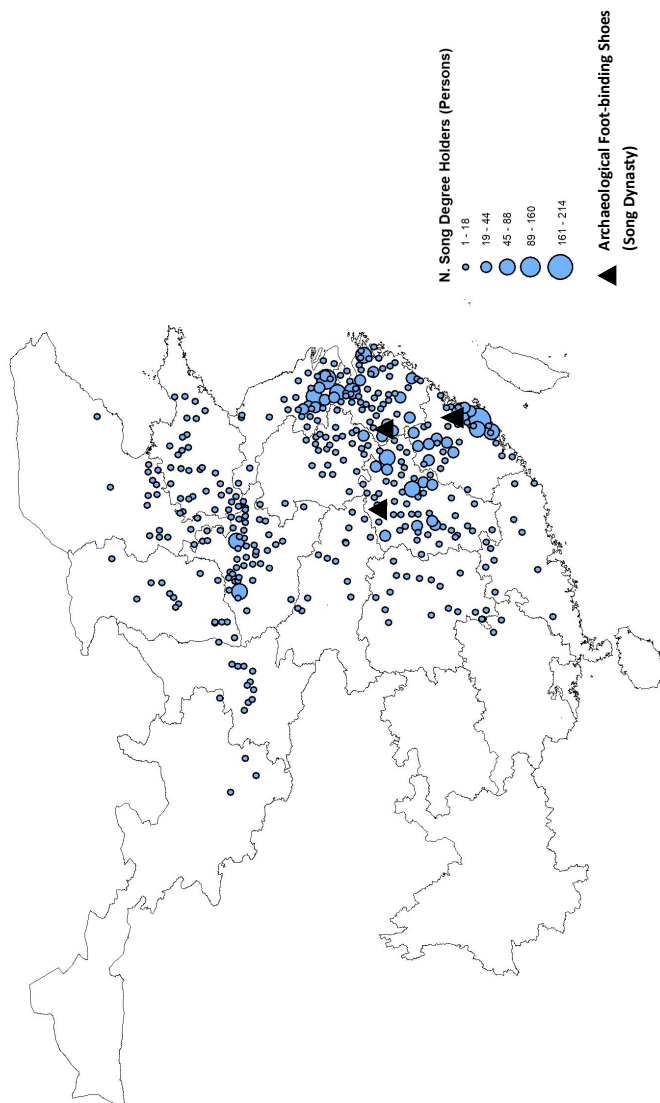 N. Song Degree Holders (Persons)
1 - 18
19 - 44
45 - 88
89 - 160
161 - 214
Archaeological Foot-binding Shoes
(Song Dynasty)